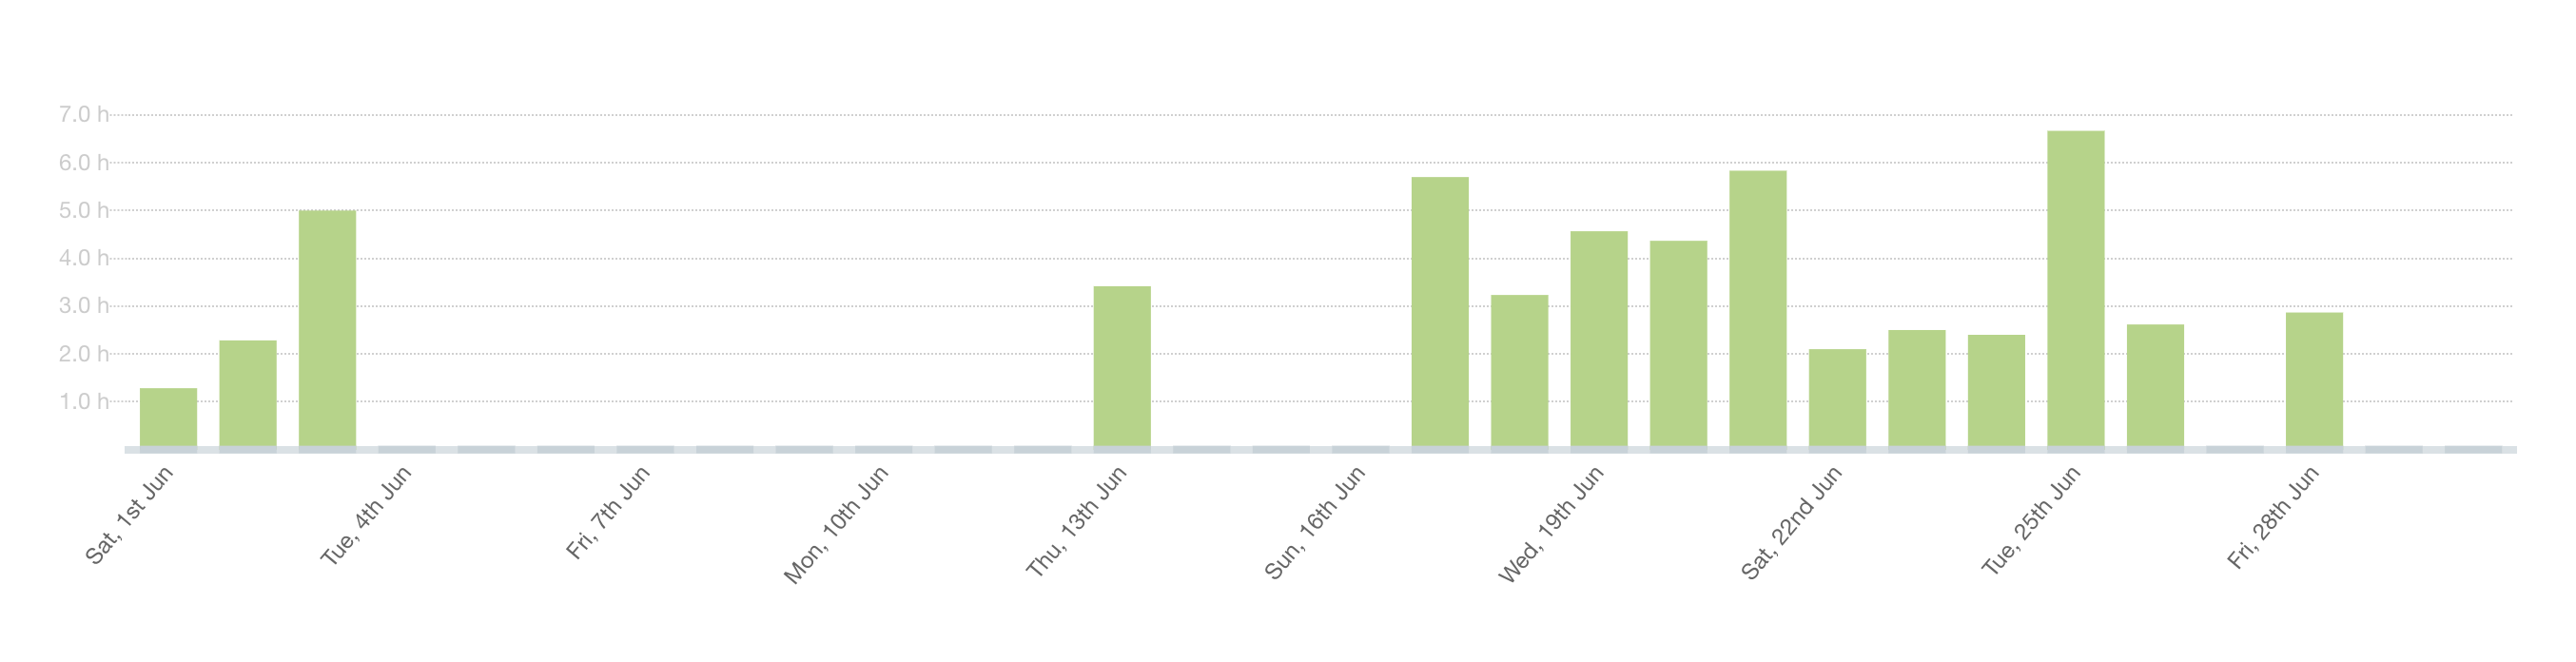 7.0 h
6.0 h
5.0 h
4.0 h
3.0 h
2.0 h
1.0 h
Sat, 1st Jun
Tue, 4th Jun
Fri, 7th Jun
Mon, 10th Jun
Thu, 13th Jun
Sun, 16th Jun
Wed, 19th Jun
Sat, 22nd Jun
Tue, 25th Jun
Fri, 28th Jun